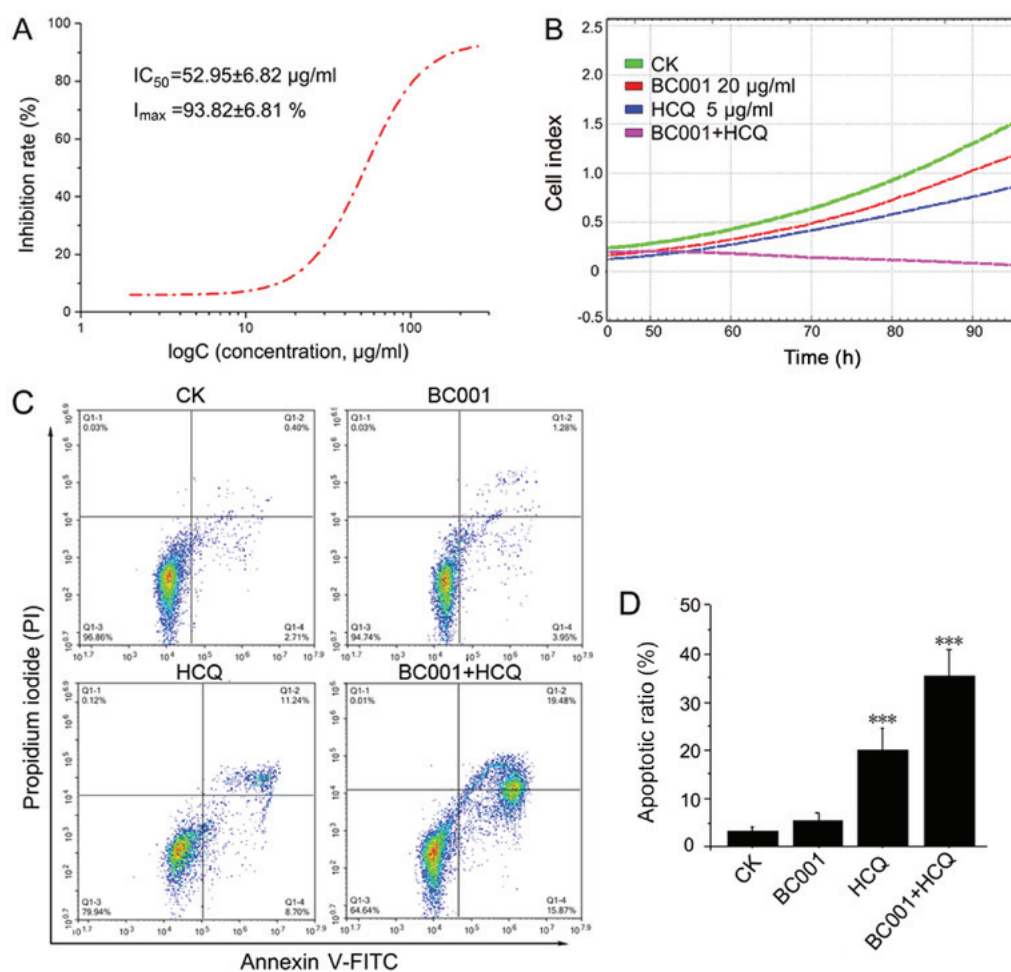 A
IC50=52.95±6.82 µg/ml
Imax =93.82±6.81 %
Inhibition rate (%)
100
80
60
40
20
0
1
10
100
logC (concentration, µg/ml)
B
CK
BC001 20 µg/ml
HCQ 5 µg/ml
BC001+HCQ
Cell index
2.5
2.0
1.5
1.0
0.5
0
-0.5
50
60
70
80
90
Time (h)
C
CK
Q1-1
0.03%
Q1-2
0.40%
Q1-3
96.86%
Q1-4
2.71%
BC001
Q1-1
0.03%
Q1-2
1.28%
Q1-3
94.74%
Q1-4
3.95%
HCQ
Q1-1
0.12%
Q1-2
11.24%
Q1-3
79.94%
Q1-4
8.70%
BC001+HCQ
Q1-1
0.01%
Q1-2
19.48%
Q1-3
64.64%
Q1-4
15.87%
Propidium iodide (PI)
Annexin V-FITC
D
Apoptotic ratio (%)
50
40
30
20
10
0
***
***
CK
BC001
HCQ
BC001+HCQ